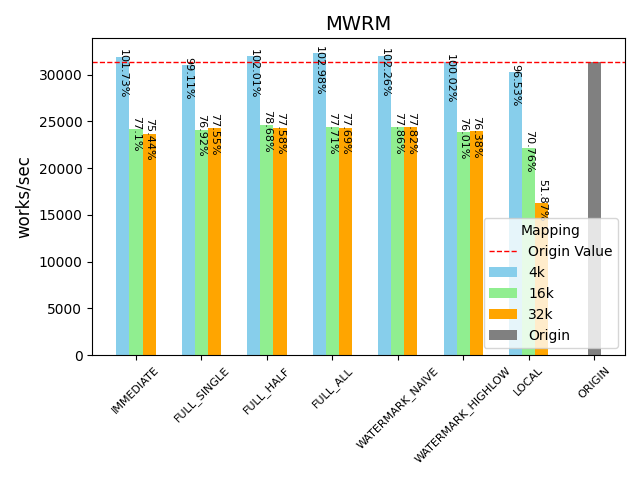 MWRM
works/sec
30000
25000
20000
15000
10000
5000
0
101.73%
77.1%
75.44%
99.11%
76.92%
77.55%
102.01%
78.68%
77.58%
102.98%
77.71%
77.69%
102.26%
77.86%
77.82%
100.02%
76.01%
76.38%
96.53%
70.76%
51.87%
Mapping
Origin Value
4k
16k
32k
Origin
IMMEDIATE
FULL_SINGLE
FULL_HALF
FULL_ALL
WATERMARK_NAIVE
WATERMARK_HIGHLOW
LOCAL
ORIGIN